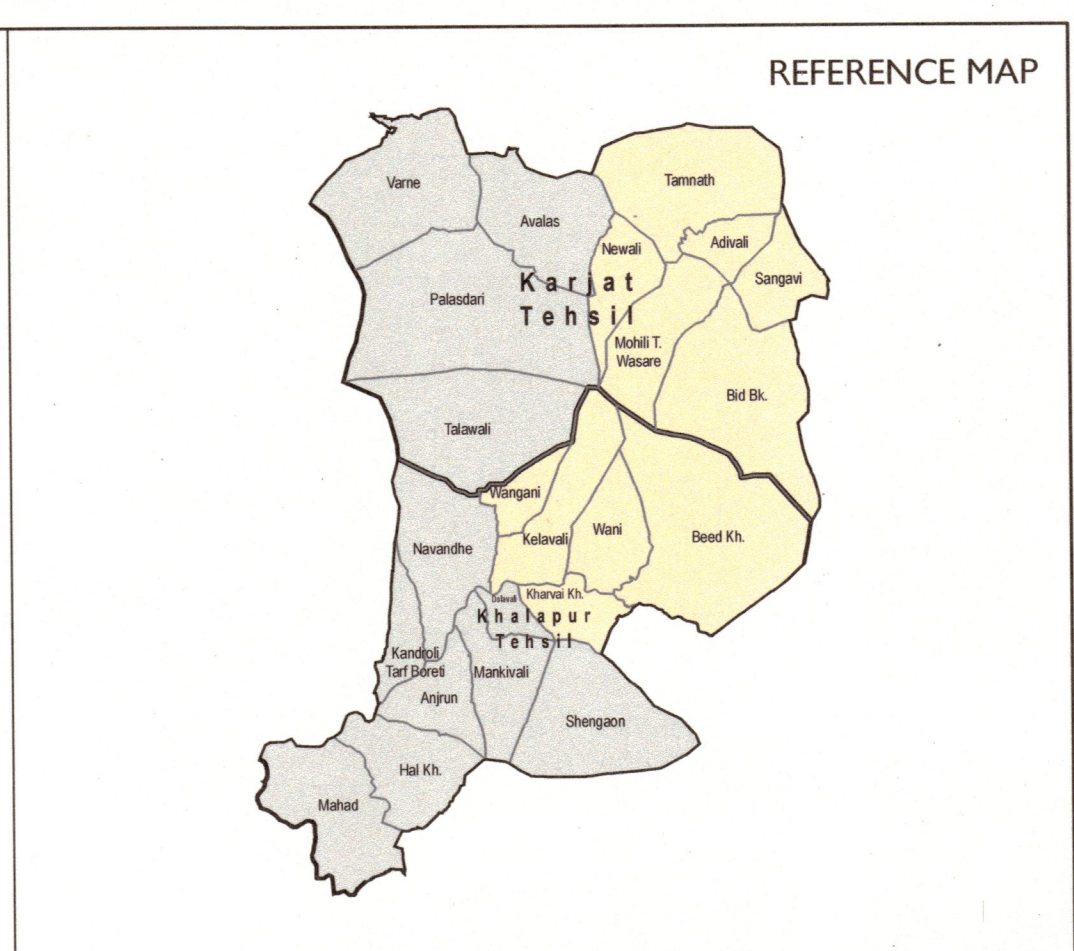 REFERENCE MAP
Varne
Tamnath
Avalas
Newali
Adivali
Sangavi
Karjat
Tehsil
Palasdari
Mohili T.
Wasare
Bid Bk.
Talawali
Wangani
Kelavali
Wani
Beed Kh.
Navandhe
Dolavali
Kharvai Kh.
Khalapur
Tehsil
Kandroli
Tarf Boreti
Mankivali
Anjrun
Shengaon
Hal Kh.
Mahad